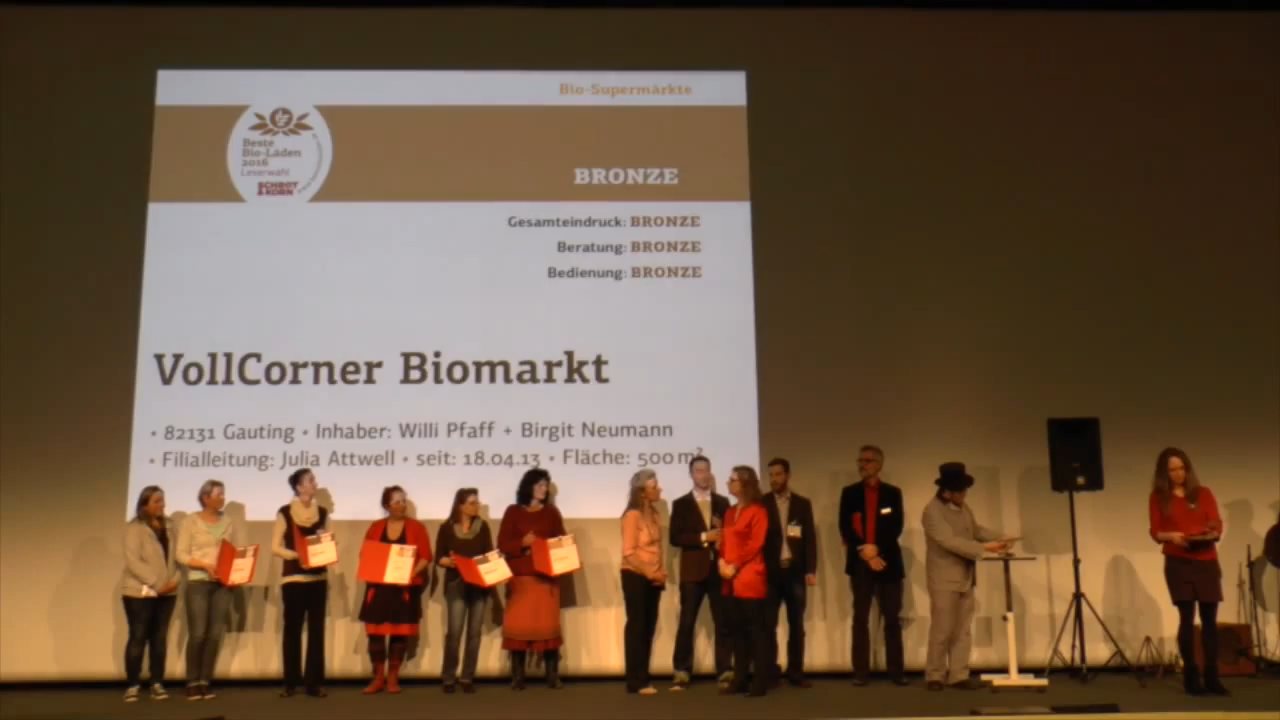 Bio-Supermärkte
Beste
Bio-Läden
2016
Leserwahl
SCHROT
& KORN
BRONZE
Gesamteindruck: BRONZE
Beratung: BRONZE
Bedienung: BRONZE
VollCorner Biomarkt
• 82131 Gauting • Inhaber: Willi Pfaff + Birgit Neumann
• Filialleitung: Julia Attwell • seit: 18.04.13 • Fläche: 500 m²